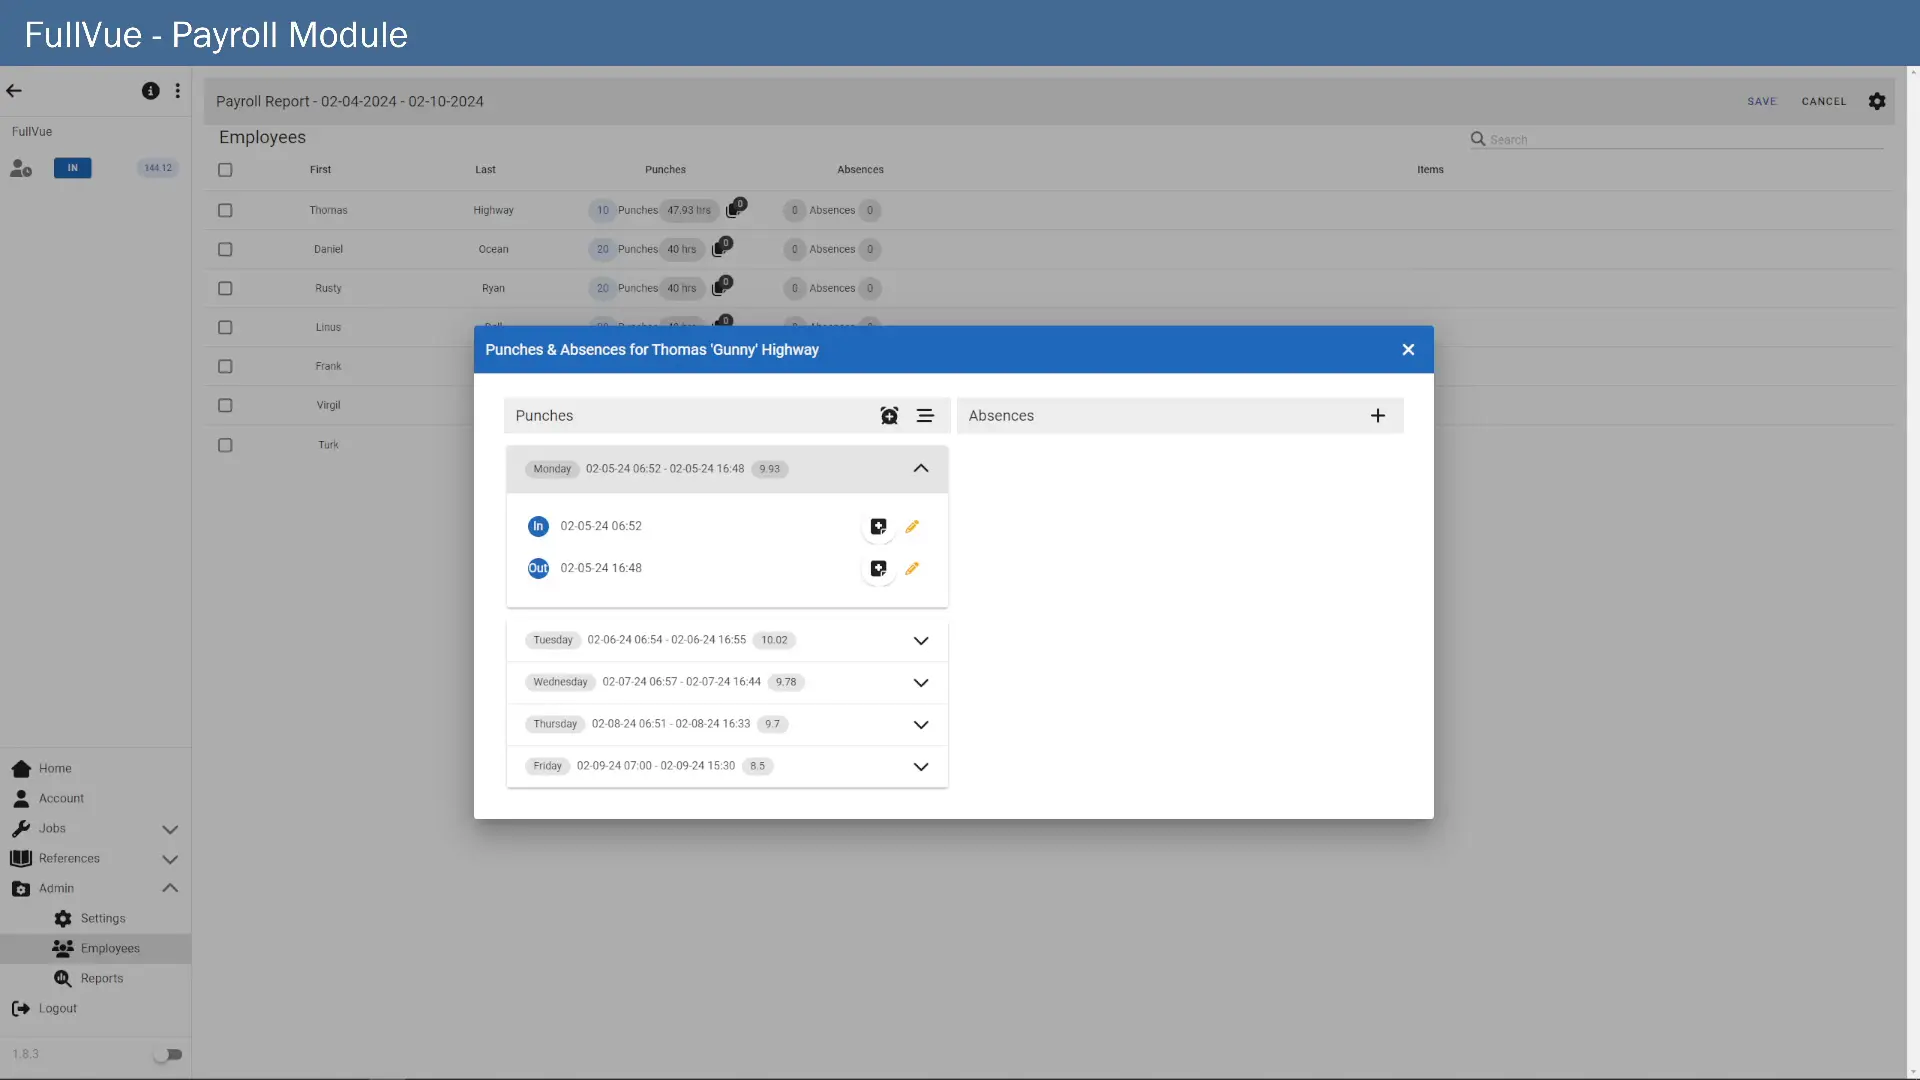 FullVue - Payroll Module
Payroll Report - 02-04-2024 - 02-10-2024
SAVE CANCEL
FullVue
IN 144.12
Employees
Search
First Last Punches Absences Items
Thomas Highway 10 Punches 47.93 hrs 0 0 Absences 0
Daniel Ocean 20 Punches 40 hrs 0 0 Absences 0
Rusty Ryan 20 Punches 40 hrs 0 0 Absences 0
Linus
Frank
Virgil
Turk
Punches & Absences for Thomas 'Gunny' Highway
Punches
Absences
Monday 02-05-24 06:52 - 02-05-24 16:48 9.93
In 02-05-24 06:52
Out 02-05-24 16:48
Tuesday 02-06-24 06:54 - 02-06-24 16:55 10.02
Wednesday 02-07-24 06:57 - 02-07-24 16:44 9.78
Thursday 02-08-24 06:51 - 02-08-24 16:33 9.7
Friday 02-09-24 07:00 - 02-09-24 15:30 8.5
Home
Account
Jobs
References
Admin
Settings
Employees
Reports
Logout
1.8.3